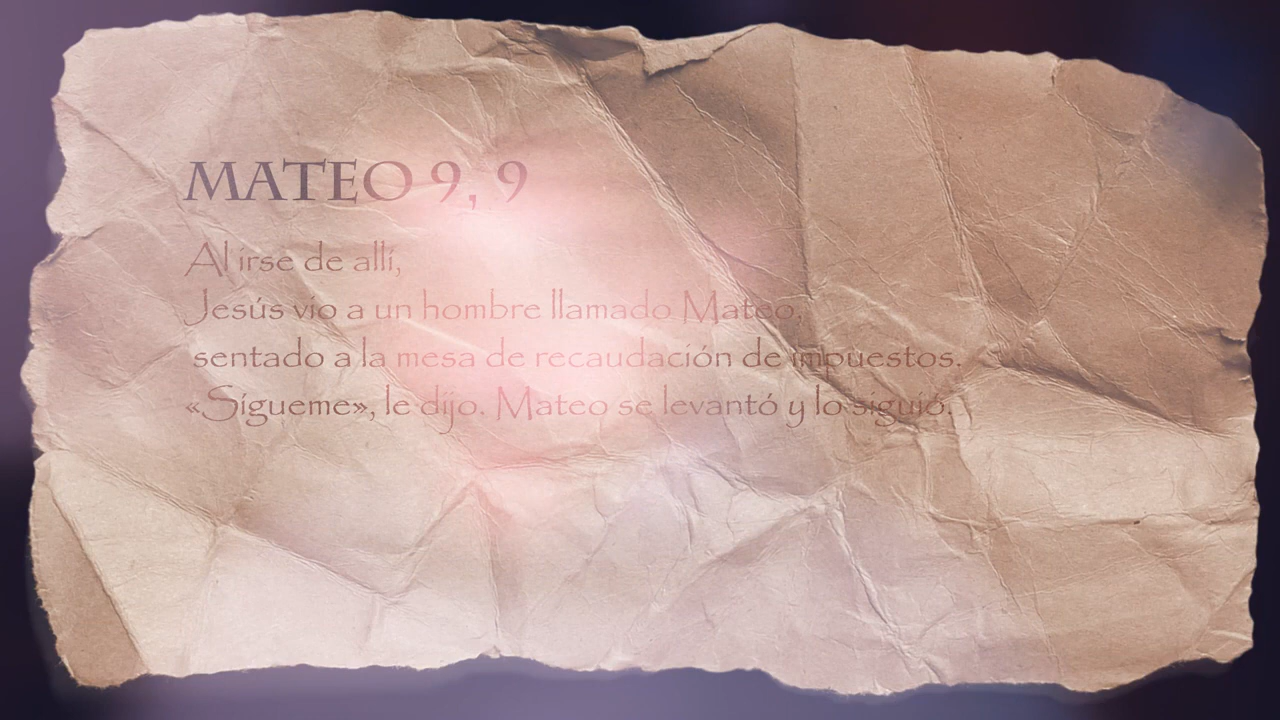 MATEO 9, 9
Al irse de allí,
Jesús vio a un hombre llamado Mateo,
sentado a la mesa de recaudación de impuestos.
«Sígueme», le dijo. Mateo se levantó y lo siguió.